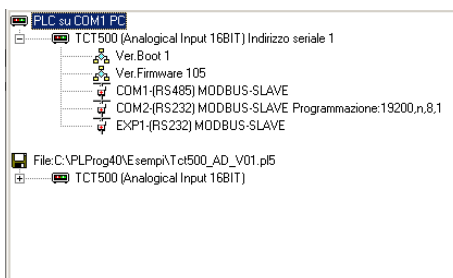 PLC su COM1 PC
TCT500 (Analogical Input 16BIT) Indirizzo seriale 1
Ver.Boot 1
Ver.Firmware 105
COM1-(RS485) MODBUS-SLAVE
COM2-(RS232) MODBUS-SLAVE Programmazione:19200,n,8,1
EXP1-(RS232) MODBUS-SLAVE
File:C:\PLProg40\Esempi\Tct500_AD_V01.pl5
TCT500 (Analogical Input 16BIT)